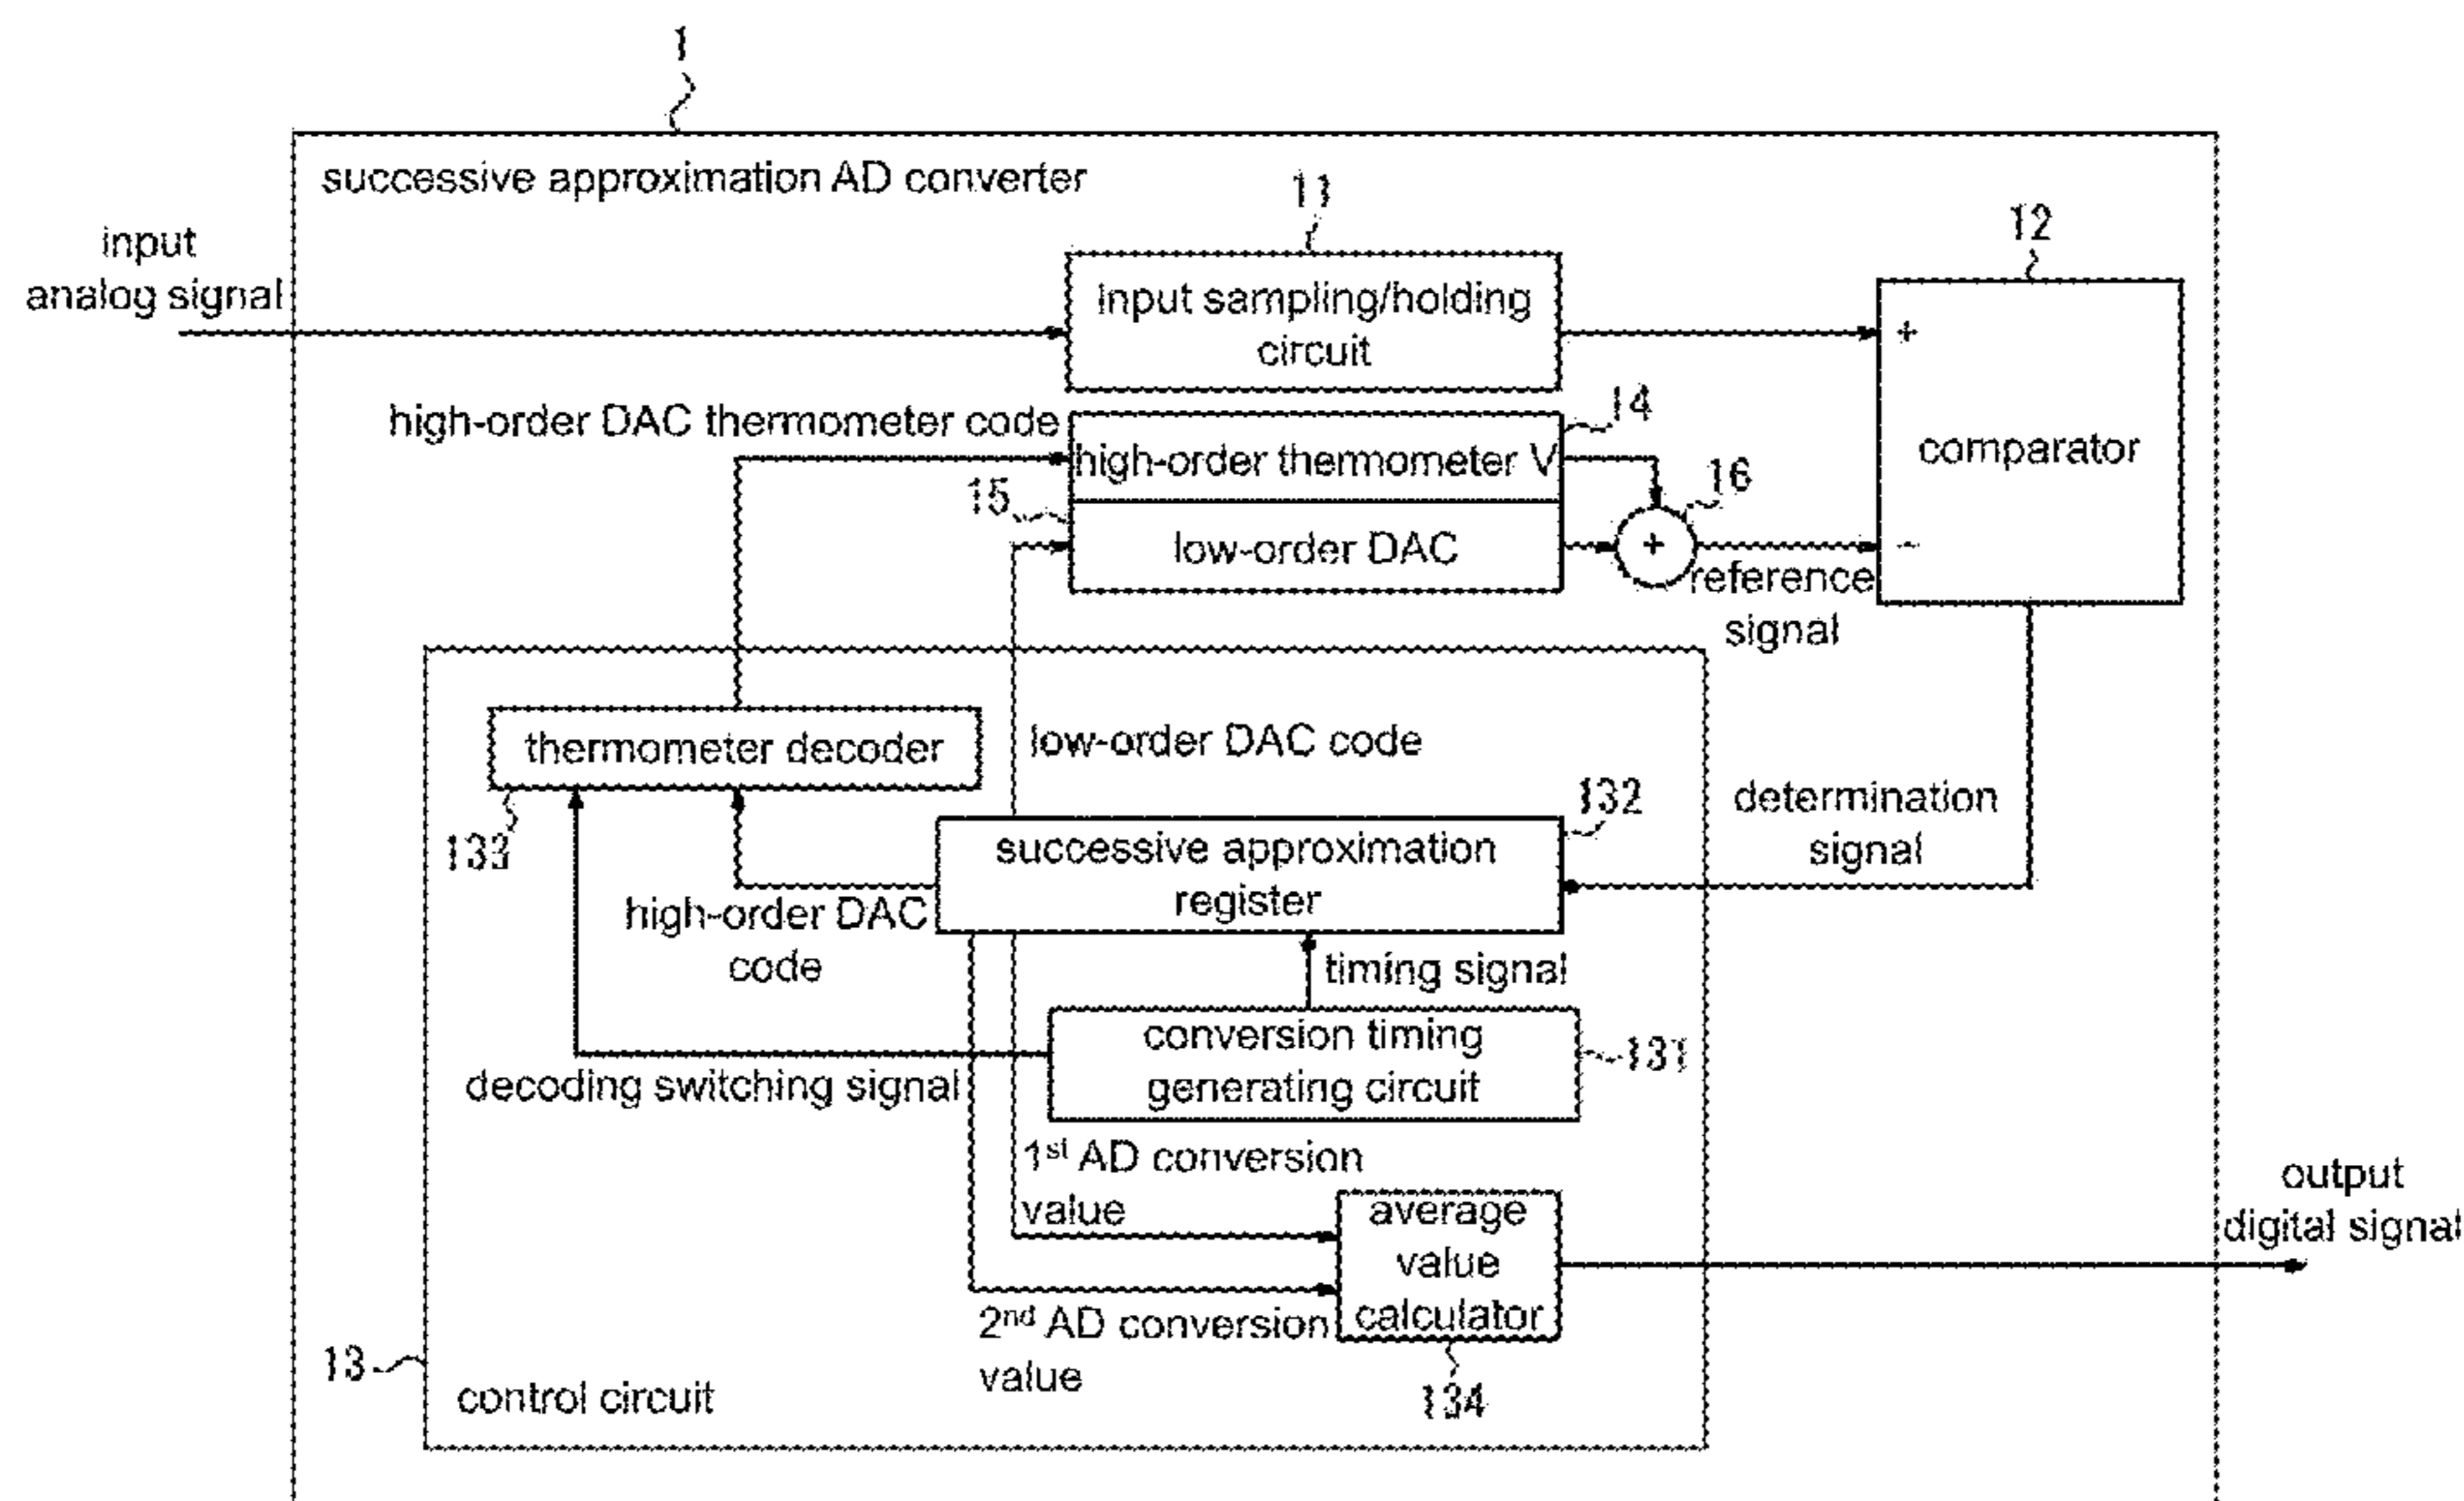 1
successive approximation AD converter
11
12
input
analog signal
Input sampling/holding
circuit
+
high-order DAC thermometer code
14
high-order thermometer V
comparator
15
16
low-order DAC
+
−
reference
signal
thermometer decoder
low-order DAC code
133
132
determination
signal
successive approximation
register
high-order DAC
code
timing signal
conversion timing
generating circuit
131
decoding switching signal
1st AD conversion
value
average
value
calculator
output
digital signal
2nd AD conversion
value
13
134
control circuit